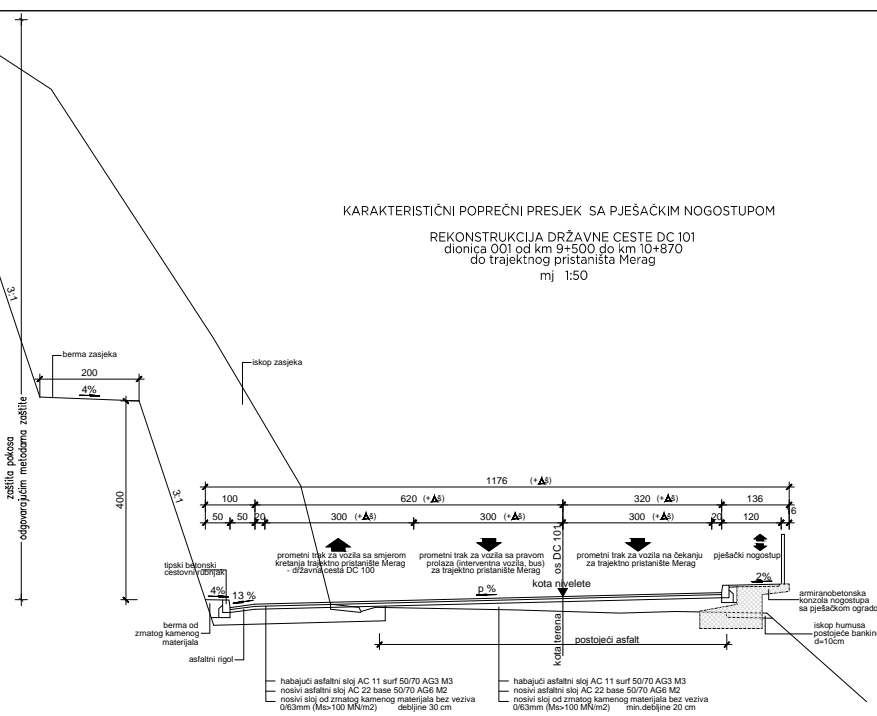 KARAKTERISTIČNI POPREČNI PRESJEK SA PJEŠAČKIM NOGOSTUPOM
REKONSTRUKCIJA DRŽAVNE CESTE DC 101
dionica 001 od km 9+500 do km 10+870
do trajektnog pristaništa Merag
mj 1:50
zaštita pokosa
odgovarajućim metodama zaštite
3:1
berma zasjeka
200
4%
400
3:1
iskop zasjeka
1176 (+Δš)
100
620 (+Δš)
320 (+Δš)
136
50
50
20
300 (+Δš)
300 (+Δš)
300 (+Δš)
20
120
16
os DC 101
prometni trak za vozila sa smjerom
kretanja trajektno pristanište Merag
- državna cesta DC 100
prometni trak za vozila sa pravom
prolaza (interventna vozila, bus)
za trajektno pristanište Merag
prometni trak za vozila na čekanju
za trajektno pristanište Merag
pješački nogostup
tipski betonski
cestovni rubnjak
4%
13 %
p %
kota nivelete
2%
armiranobetonska
konzola nogostupa
sa pješačkom ogrado
iskop humusa
postojeće bankine
d=10cm
berma od
zrnatog kamenog
materijala
asfaltni rigol
kota terena
postojeći asfalt
habajući asfaltni sloj AC 11 surf 50/70 AG3 M3
nosivi asfaltni sloj AC 22 base 50/70 AG6 M2
nosivi sloj od zrnatog kamenog materijala bez veziva
0/63mm (Ms>100 MN/m2) debljine 30 cm
habajući asfaltni sloj AC 11 surf 50/70 AG3 M3
nosivi asfaltni sloj AC 22 base 50/70 AG6 M2
nosivi sloj od zrnatog kamenog materijala bez veziva
0/63mm (Ms>100 MN/m2) min.debljine 20 cm